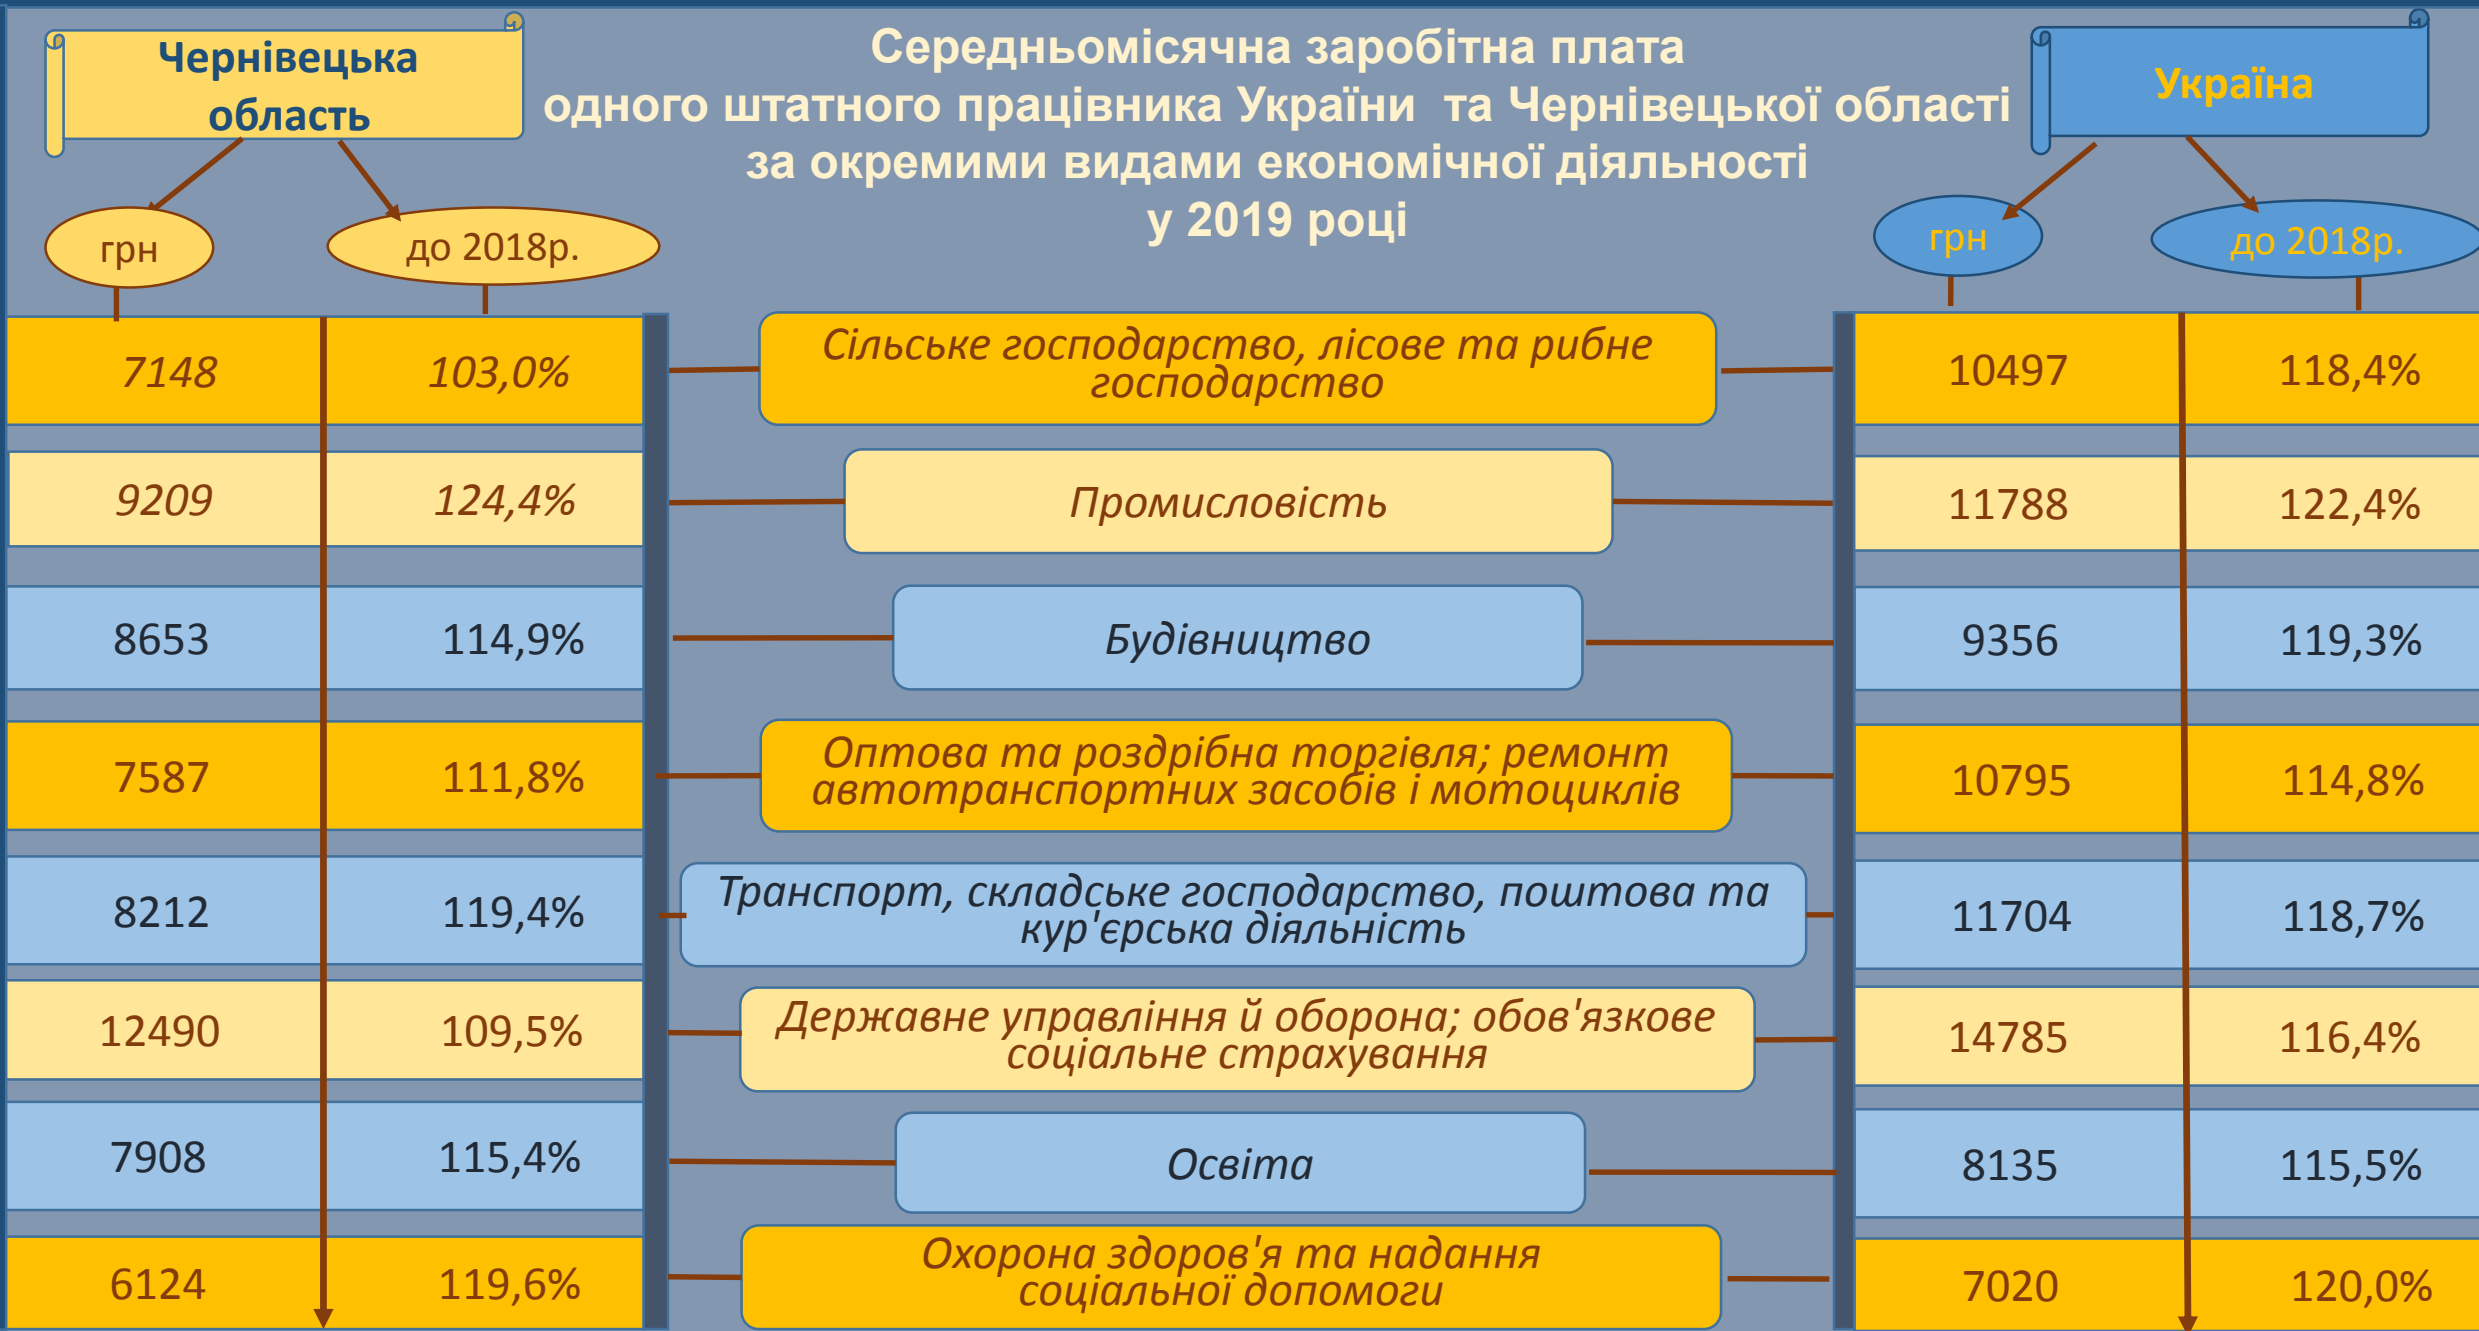 Чернівецька
область
Середньомісячна заробітна плата
одного штатного працівника України та Чернівецької області
за окремими видами економічної діяльності
у 2019 році
Україна
грн
до 2018р.
грн
до 2018р.
7148
103,0%
Сільське господарство, лісове та рибне
господарство
10497
118,4%
9209
124,4%
Промисловість
11788
122,4%
8653
114,9%
Будівництво
9356
119,3%
7587
111,8%
Оптова та роздрібна торгівля; ремонт
автотранспортних засобів і мотоциклів
10795
114,8%
8212
119,4%
Транспорт, складське господарство, поштова та
кур'єрська діяльність
11704
118,7%
12490
109,5%
Державне управління й оборона; обов'язкове
соціальне страхування
14785
116,4%
7908
115,4%
Освіта
8135
115,5%
6124
119,6%
Охорона здоров'я та надання
соціальної допомоги
7020
120,0%